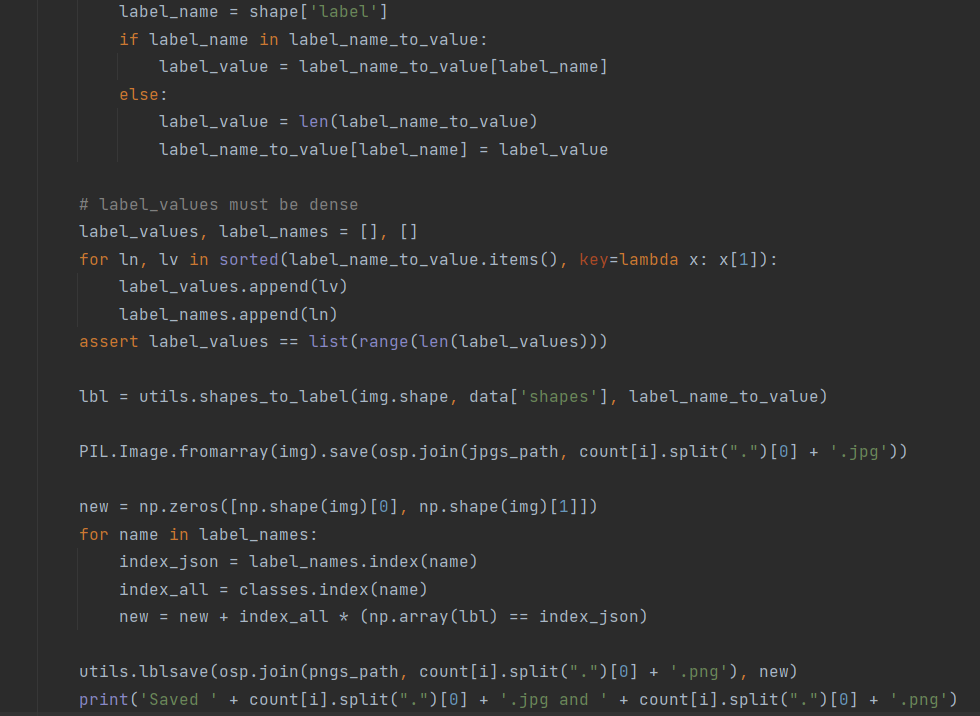 label_name = shape['label']
if label_name in label_name_to_value:
label_value = label_name_to_value[label_name]
else:
label_value = len(label_name_to_value)
label_name_to_value[label_name] = label_value
# label_values must be dense
label_values, label_names = [], []
for ln, lv in sorted(label_name_to_value.items(), key=lambda x: x[1]):
label_values.append(lv)
label_names.append(ln)
assert label_values == list(range(len(label_values)))
lbl = utils.shapes_to_label(img.shape, data['shapes'], label_name_to_value)
PIL.Image.fromarray(img).save(osp.join(jpgs_path, count[i].split(".")[0] + '.jpg'))
new = np.zeros([np.shape(img)[0], np.shape(img)[1]])
for name in label_names:
index_json = label_names.index(name)
index_all = classes.index(name)
new = new + index_all * (np.array(lbl) == index_json)
utils.lblsave(osp.join(pngs_path, count[i].split(".")[0] + '.png'), new)
print('Saved ' + count[i].split(".")[0] + '.jpg and ' + count[i].split(".")[0] + '.png')